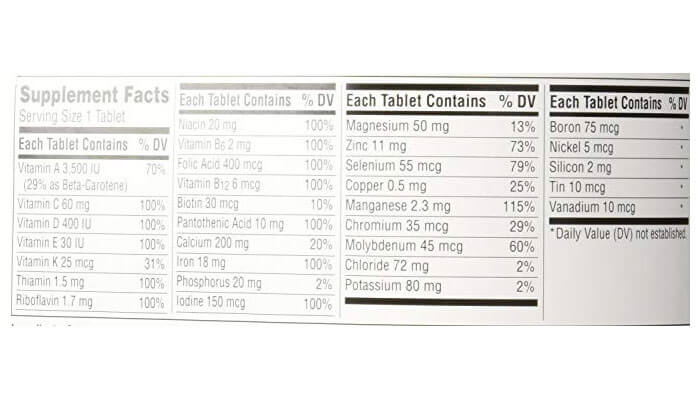 Supplement Facts
Serving Size 1 Tablet
Each Tablet Contains % DV
Vitamin A 3,500 IU 70%
(29% as Beta-Carotene)
Vitamin C 60 mg 100%
Vitamin D 400 IU 100%
Vitamin E 30 IU 100%
Vitamin K 25 mcg 31%
Thiamin 1.5 mg 100%
Riboflavin 1.7 mg 100%
Each Tablet Contains % DV
Niacin 20 mg 100%
Vitamin B6 2 mg 100%
Folic Acid 400 mcg 100%
Vitamin B12 6 mcg 100%
Biotin 30 mcg 10%
Pantothenic Acid 10 mg 100%
Calcium 200 mg 20%
Iron 18 mg 100%
Phosphorus 20 mg 2%
Iodine 150 mcg 100%
Each Tablet Contains % DV
Magnesium 50 mg 13%
Zinc 11 mg 73%
Selenium 55 mcg 79%
Copper 0.5 mg 25%
Manganese 2.3 mg 115%
Chromium 35 mcg 29%
Molybdenum 45 mcg 60%
Chloride 72 mg 2%
Potassium 80 mg 2%
Each Tablet Contains % DV
Boron 75 mcg *
Nickel 5 mcg *
Silicon 2 mg *
Tin 10 mcg *
Vanadium 10 mcg *
*Daily Value (DV) not established.